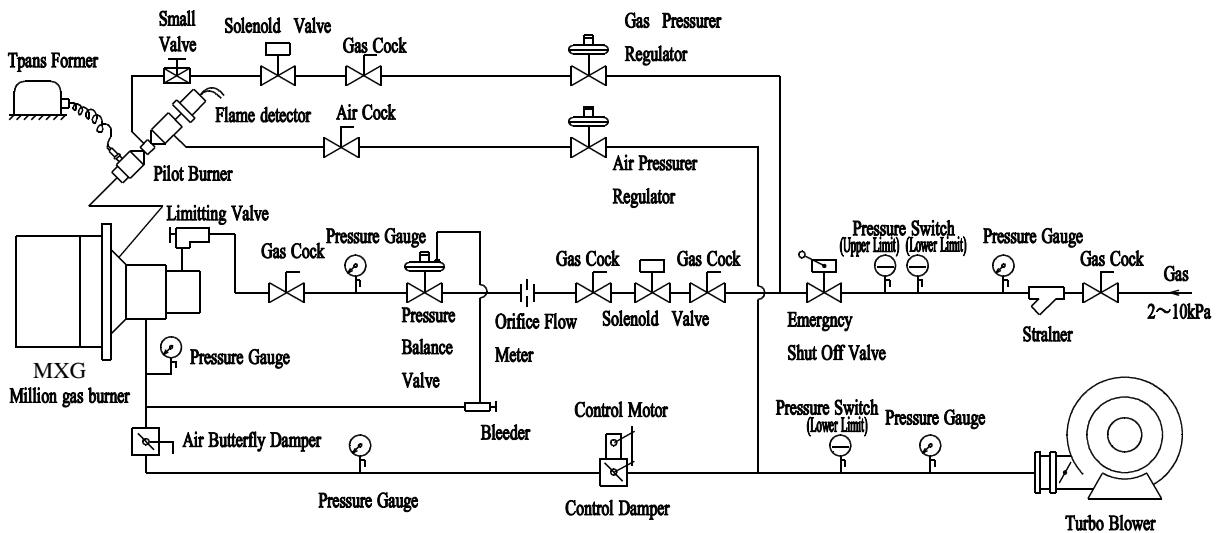 Small
Valve
Solenold Valve
Gas Cock
Gas Pressurer
Regulator
Tpans Former
Flame detector
Air Cock
Pilot Burner
Air Pressurer
Regulator
Limitting Valve
Gas Cock
Pressure Gauge
Gas Cock
Gas Cock
Pressure Switch
(Upper Limit)
(Lower Limit)
Pressure Gauge
Gas Cock
Gas
2～10kPa
Pressure
Balance
Valve
Orifice Flow
Meter
Solenold Valve
Emergncy
Shut Off Valve
Stralner
Pressure Gauge
MXG
Million gas burner
Air Butterfly Damper
Bleeder
Control Motor
Pressure Switch
(Lower Limit)
Pressure Gauge
Pressure Gauge
Control Damper
Turbo Blower